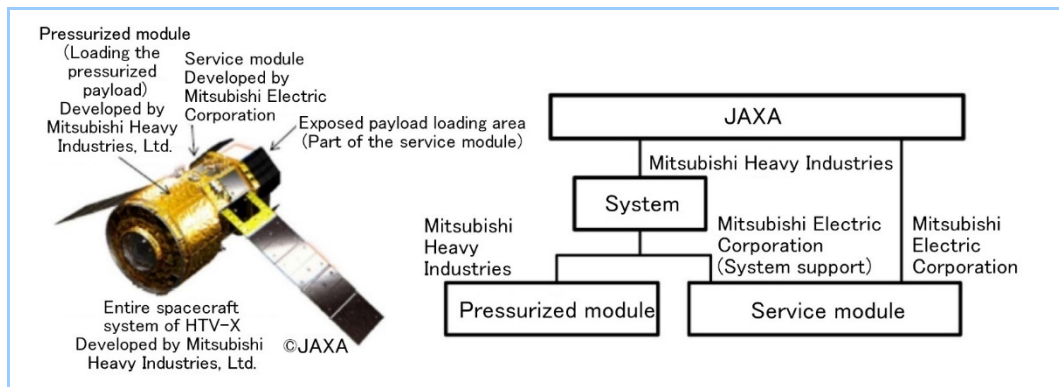 Pressurized module
(Loading the
pressurized
payload)
Developed by
Mitsubishi Heavy
Industries, Ltd.
Service module
Developed by
Mitsubishi Electric
Corporation
Exposed payload loading area
(Part of the service module)
Entire spacecraft
system of HTV-X
Developed by Mitsubishi
Heavy Industries, Ltd.
©JAXA
JAXA
Mitsubishi Heavy Industries
System
Mitsubishi
Heavy
Industries
Mitsubishi Electric
Corporation
(System support)
Mitsubishi
Electric
Corporation
Pressurized module
Service module